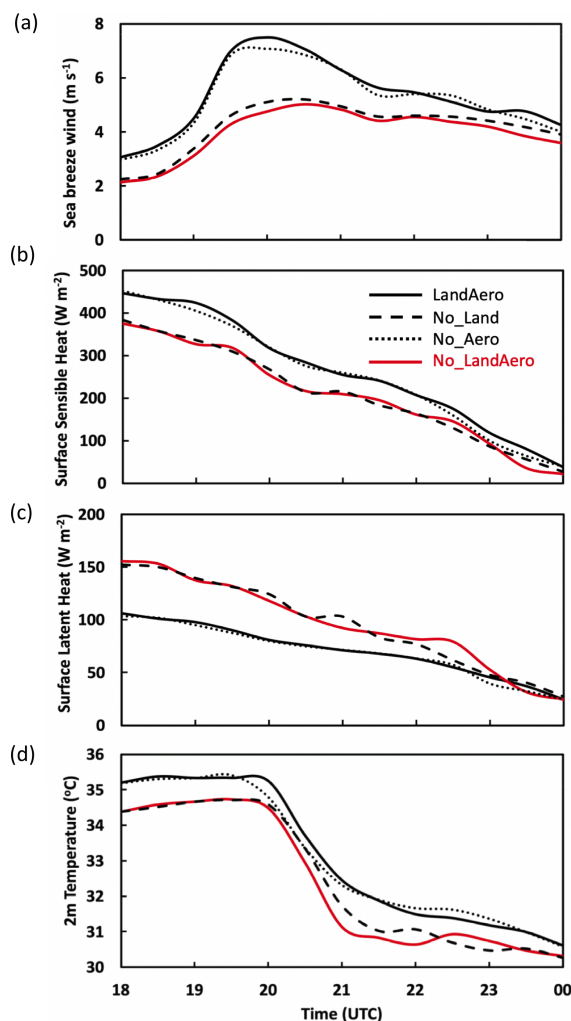 (a)
Sea breeze wind (m s⁻¹)
8
6
4
2
0
(b)
Surface Sensible Heat (W m⁻²)
500
400
300
200
100
0
LandAero
No_Land
No_Aero
No_LandAero
(c)
Surface Latent Heat (W m⁻²)
200
150
100
50
0
(d)
2m Temperature (°C)
36
35
34
33
32
31
30
18 19 20 21 22 23 00
Time (UTC)